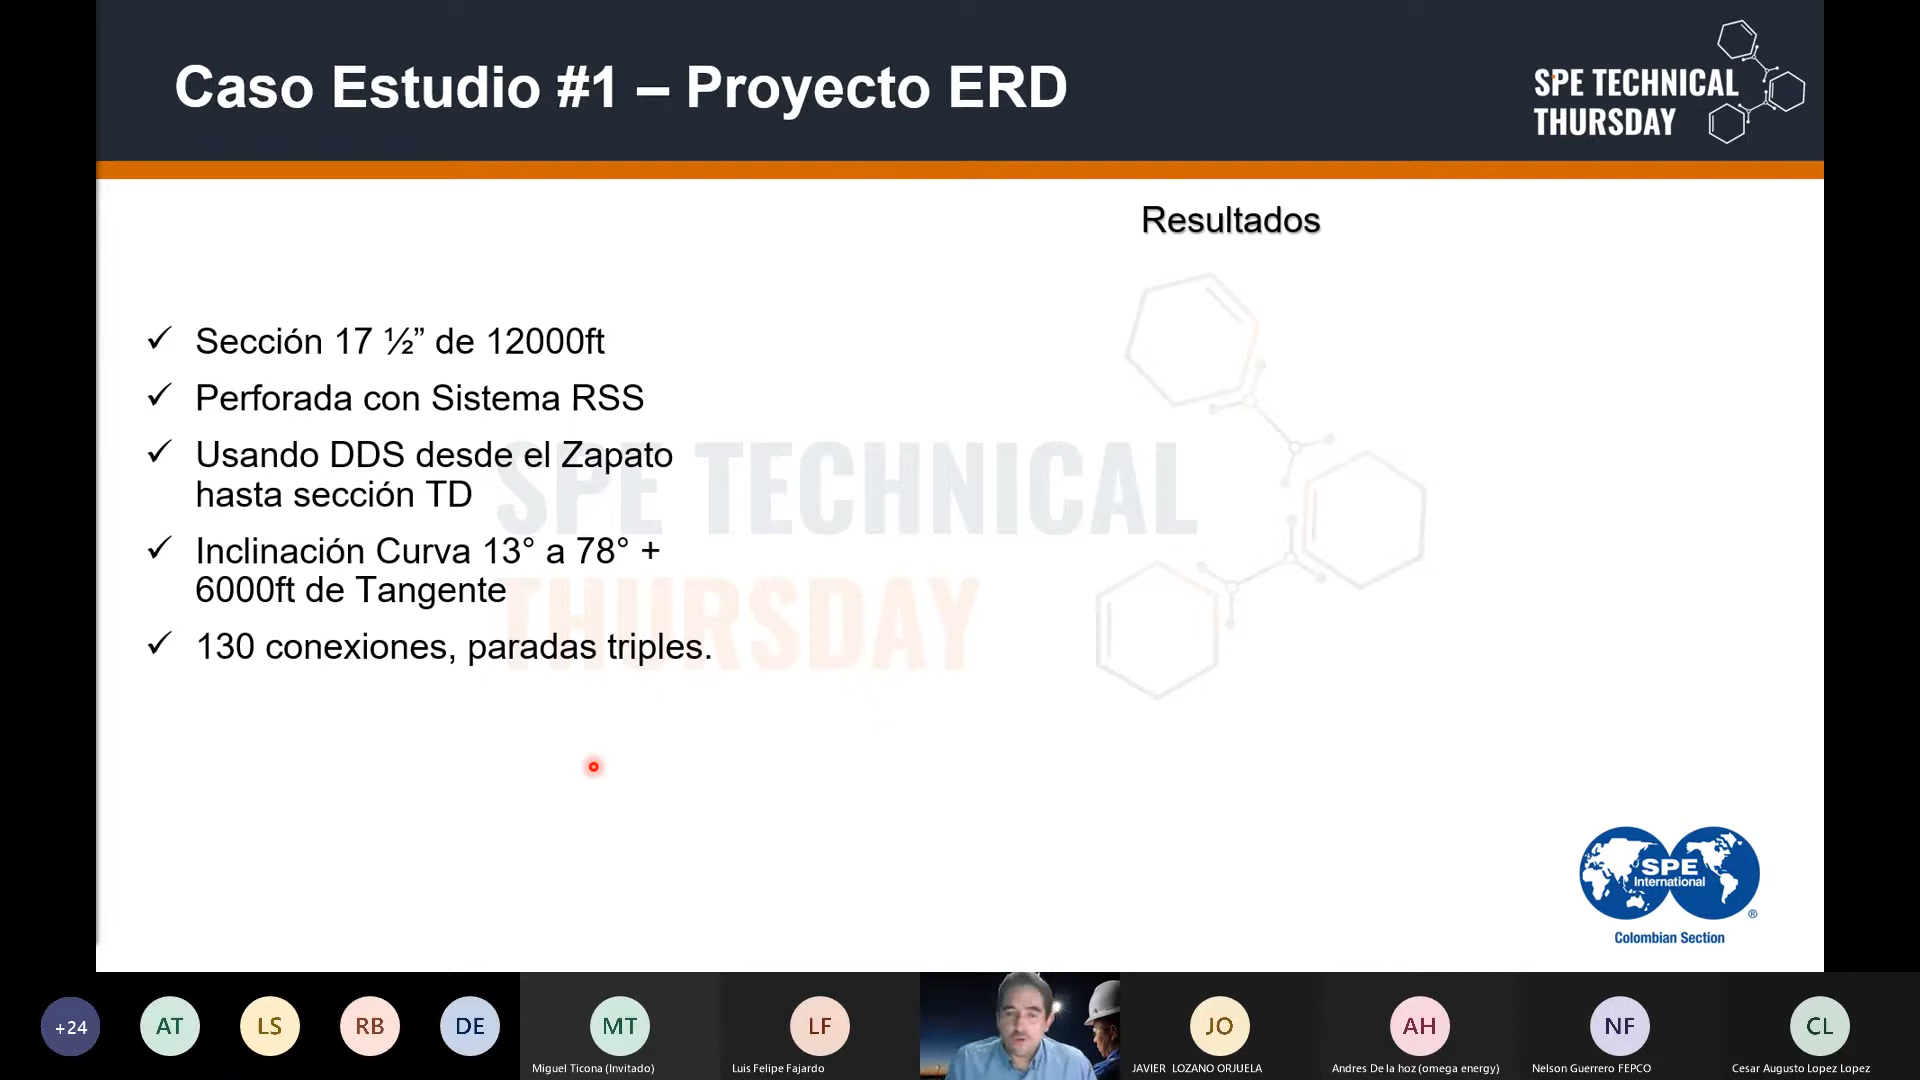 Caso Estudio #1 – Proyecto ERD
SPE TECHNICAL
THURSDAY
Resultados
✓ Sección 17 ½” de 12000ft
✓ Perforada con Sistema RSS
✓ Usando DDS desde el Zapato
hasta sección TD
✓ Inclinación Curva 13° a 78° +
6000ft de Tangente
✓ 130 conexiones, paradas triples.
SPE TECHNICAL
THURSDAY
SPE
International
®
Colombian Section
+24
AT
LS
RB
DE
MT
Miguel Ticona (Invitado)
LF
Luis Felipe Fajardo
JO
JAVIER LOZANO ORJUELA
AH
Andres De la hoz (omega energy)
NF
Nelson Guerrero FEPCO
CL
Cesar Augusto Lopez Lopez